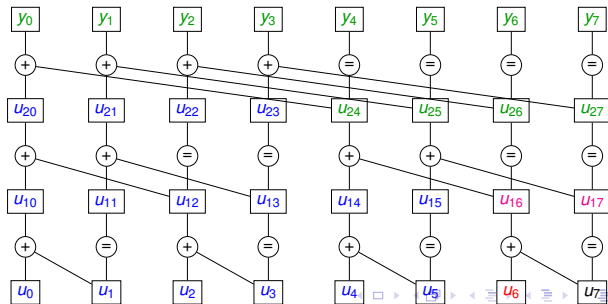 y0 y1 y2 y3 y4 y5 y6 y7
+ + + + = = = =
u20 u21 u22 u23 u24 u25 u26 u27
+ + = = + + = =
u10 u11 u12 u13 u14 u15 u16 u17
+ = + = + = + =
u0 u1 u2 u3 u4 u5 u6 u7